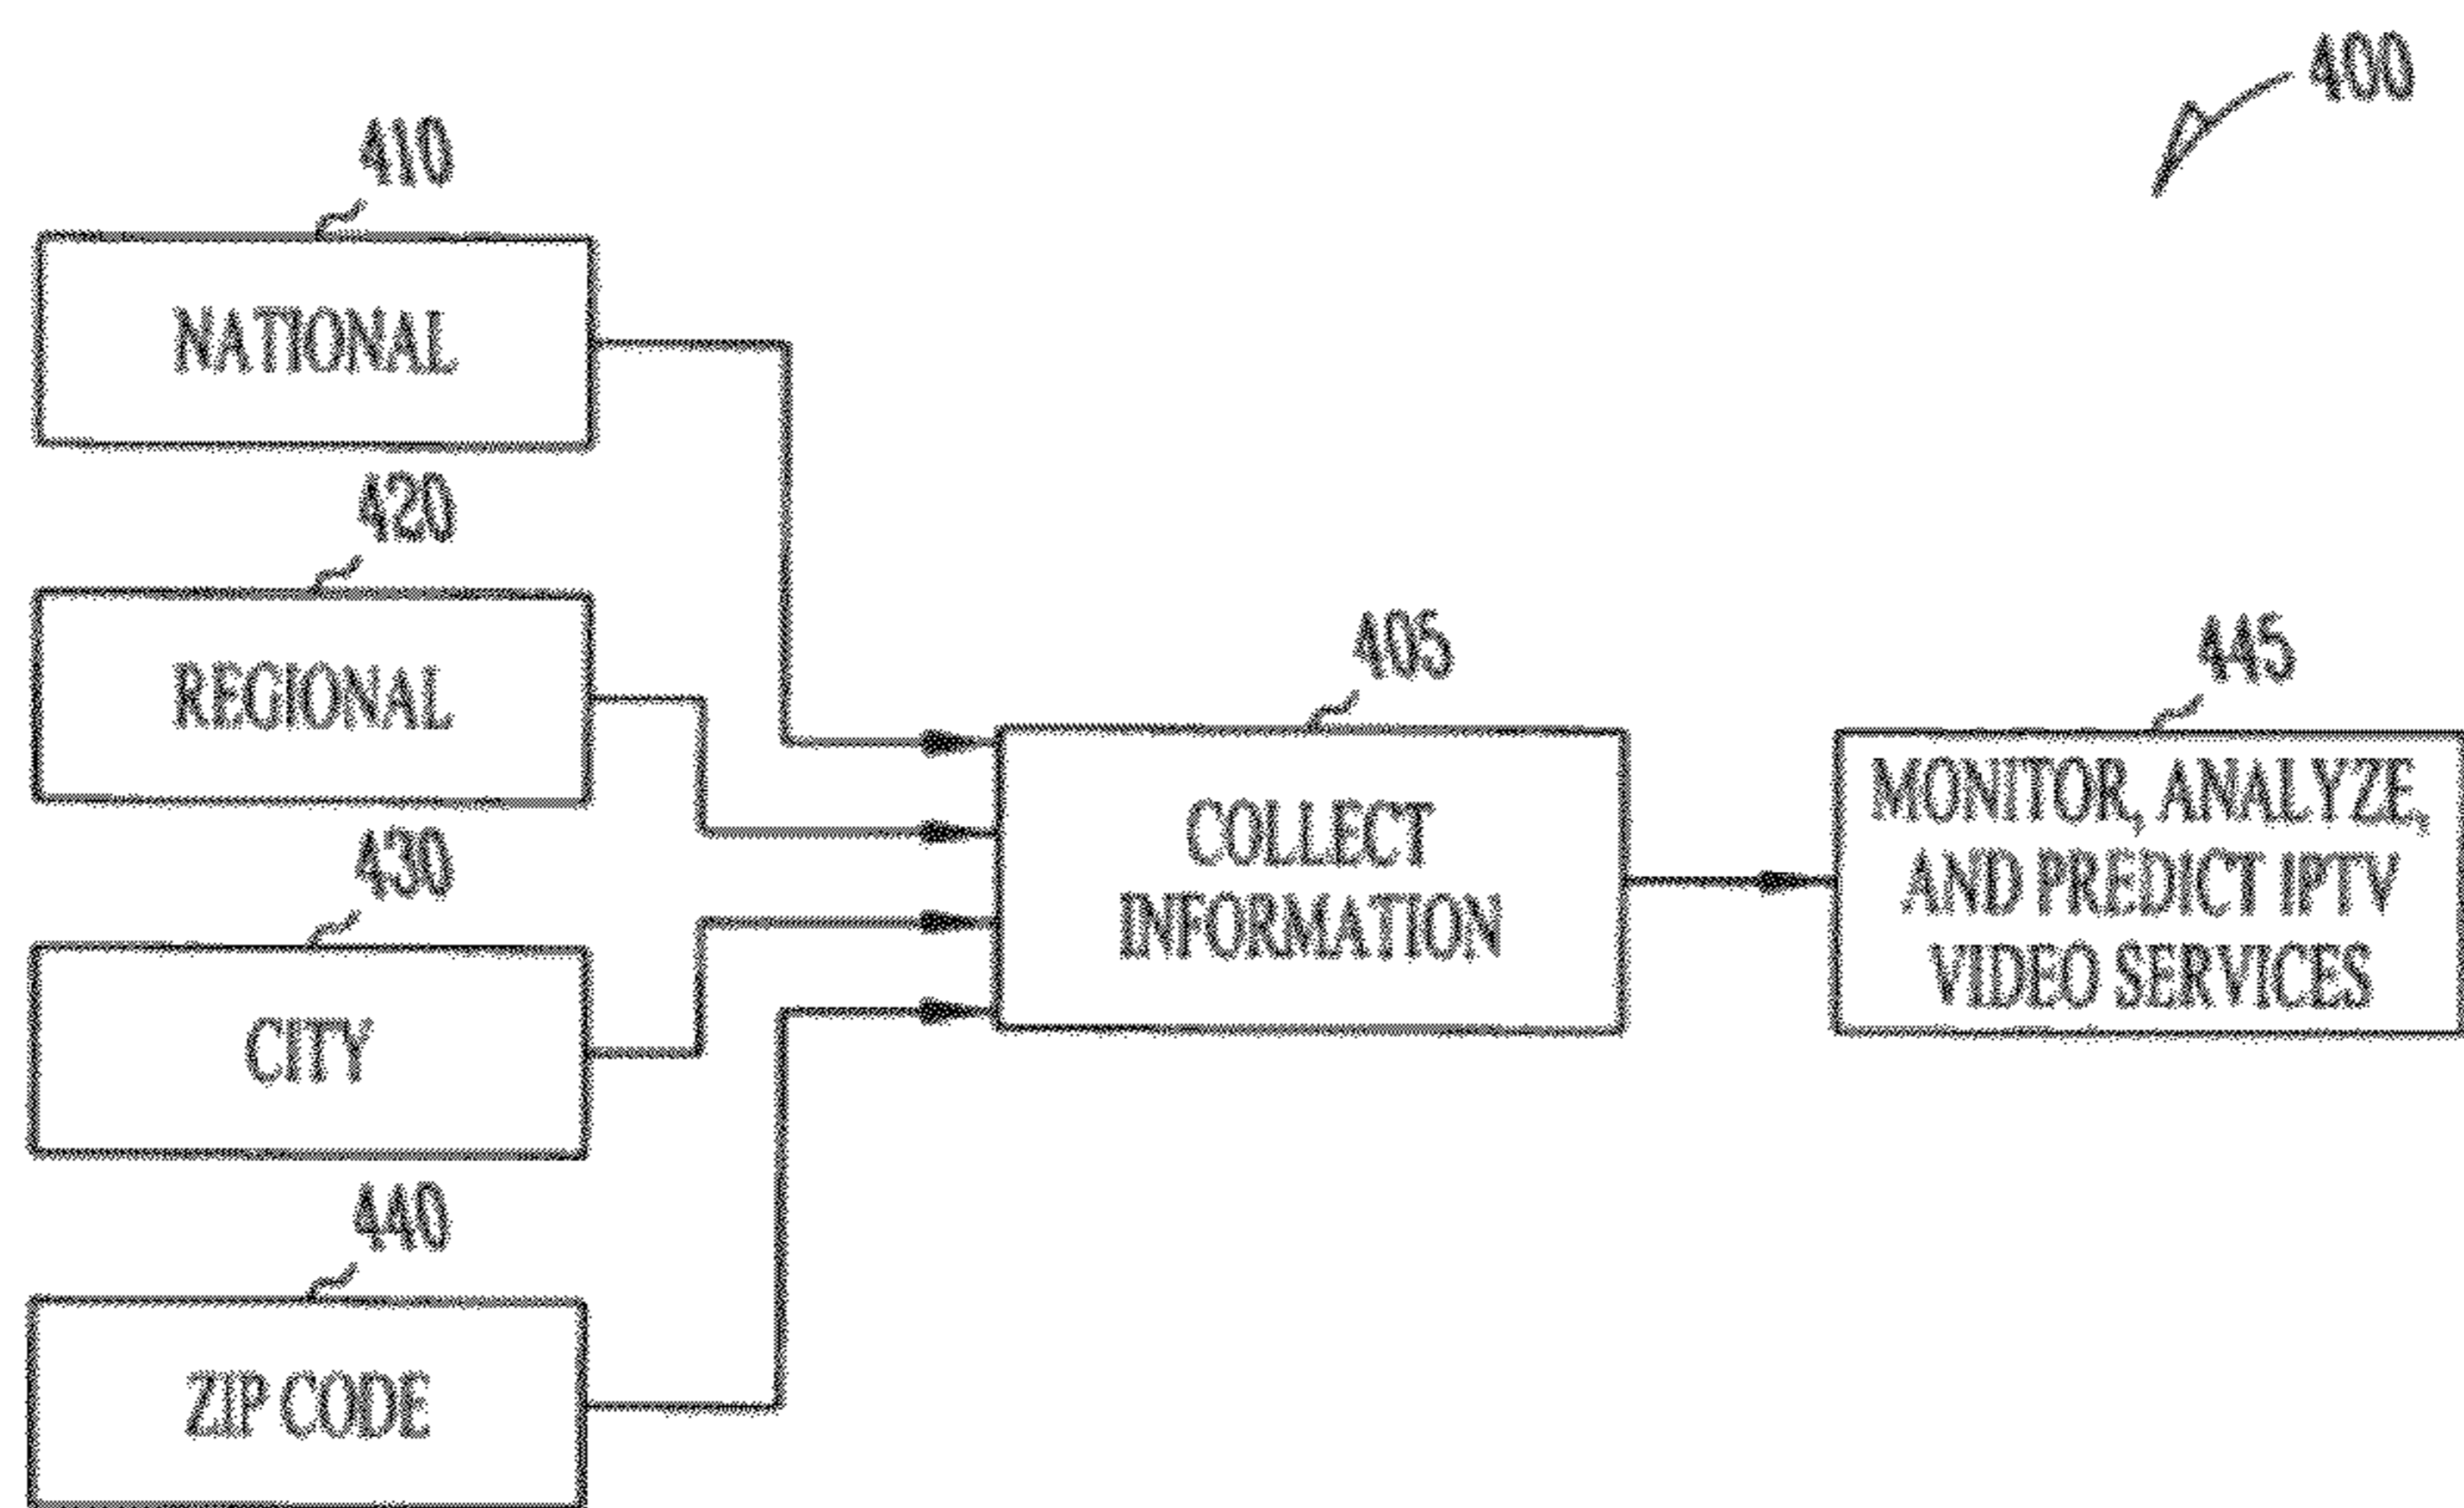 400
410
NATIONAL
420
REGIONAL
430
CITY
440
ZIP CODE
405
COLLECT
INFORMATION
445
MONITOR, ANALYZE,
AND PREDICT IPTV
VIDEO SERVICES